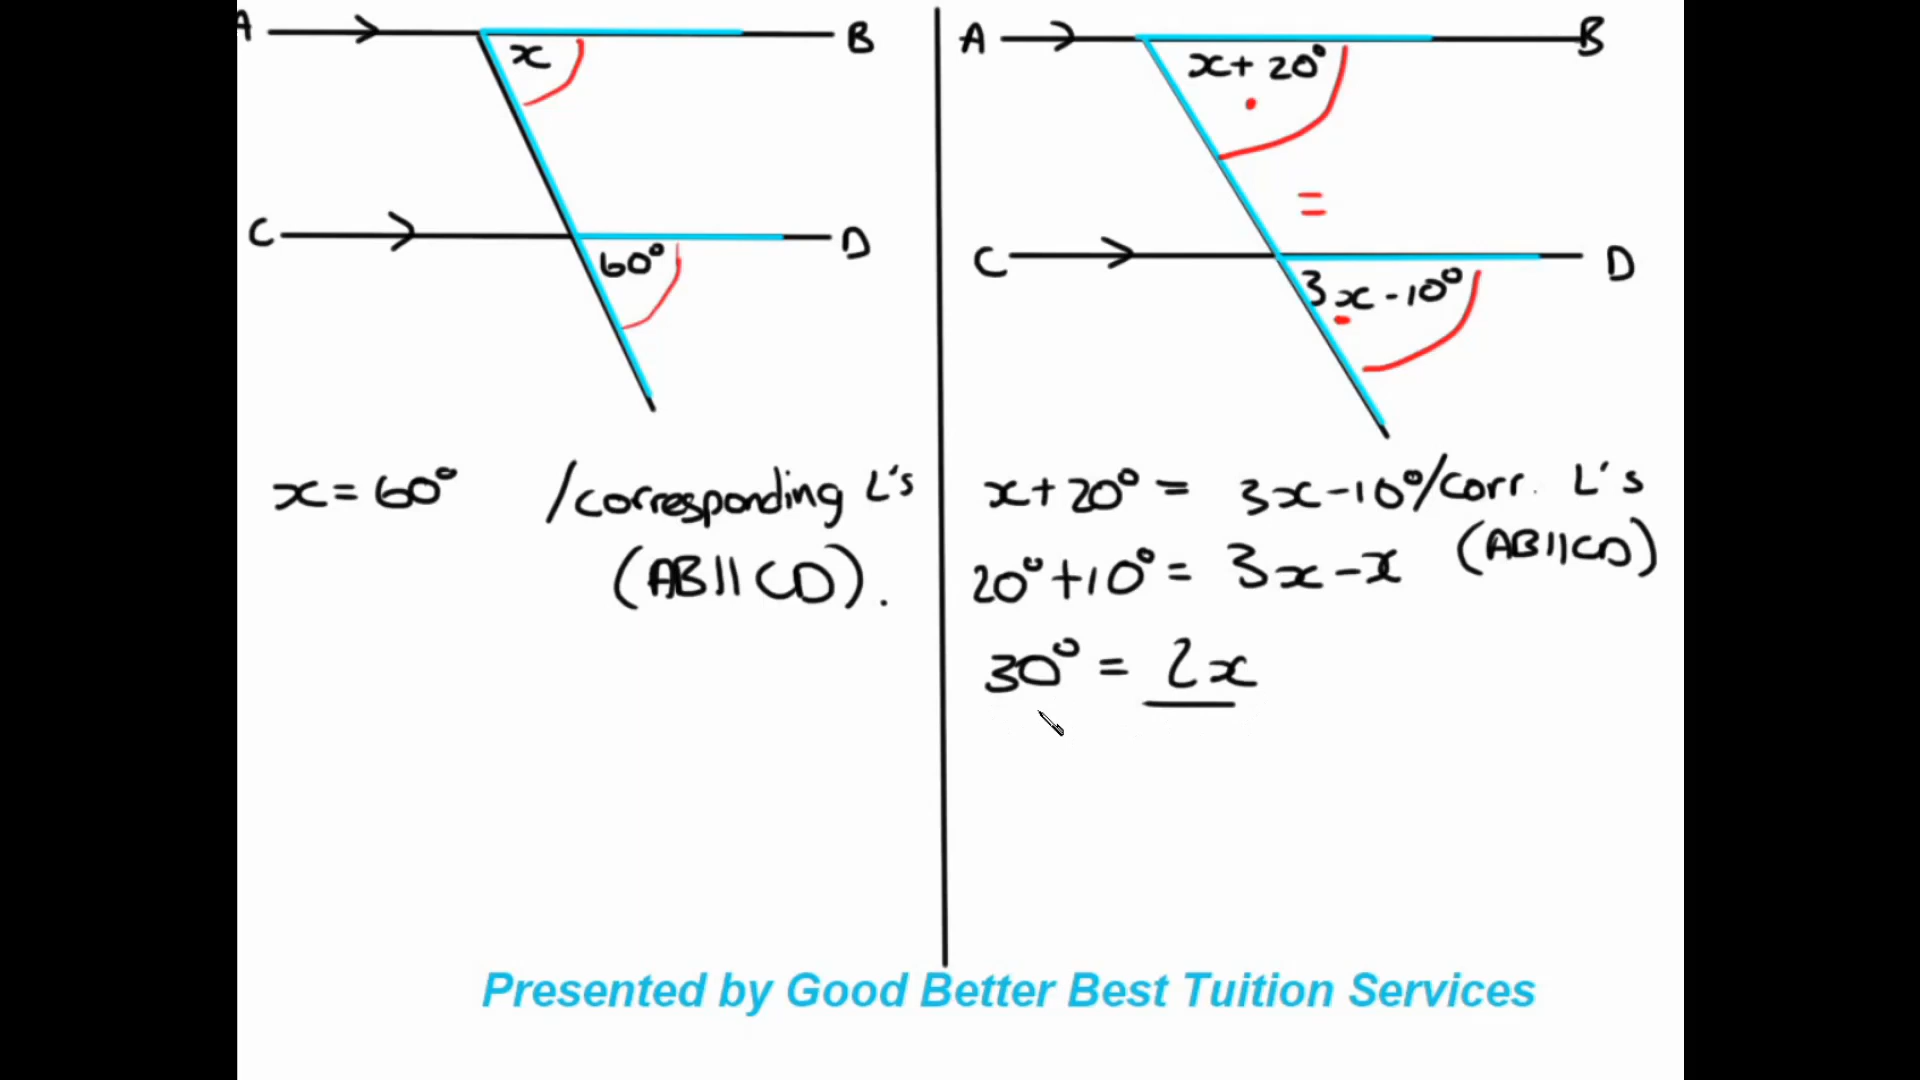 A B
x
C D
60°
x = 60° /corresponding L's
(AB||CD).
A B
x + 20°
=
C D
3x - 10°
x + 20° = 3x - 10° /corr. L's
(AB||CD)
20° + 10° = 3x - x
30° = 2x
Presented by Good Better Best Tuition Services